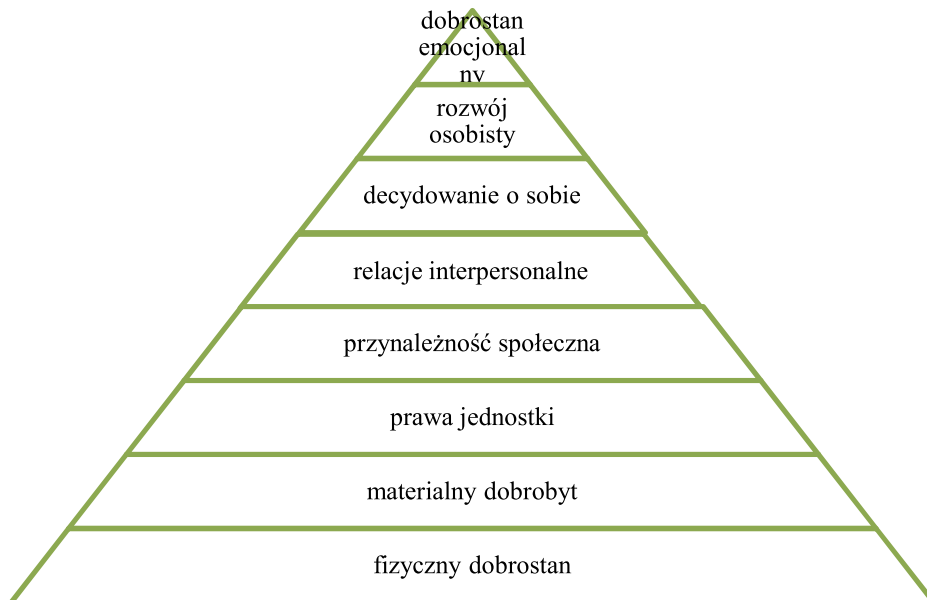 dobrostan
emocjonal
ny
rozwój
osobisty
decydowanie o sobie
relacje interpersonalne
przynależność społeczna
prawa jednostki
materialny dobrobyt
fizyczny dobrostan